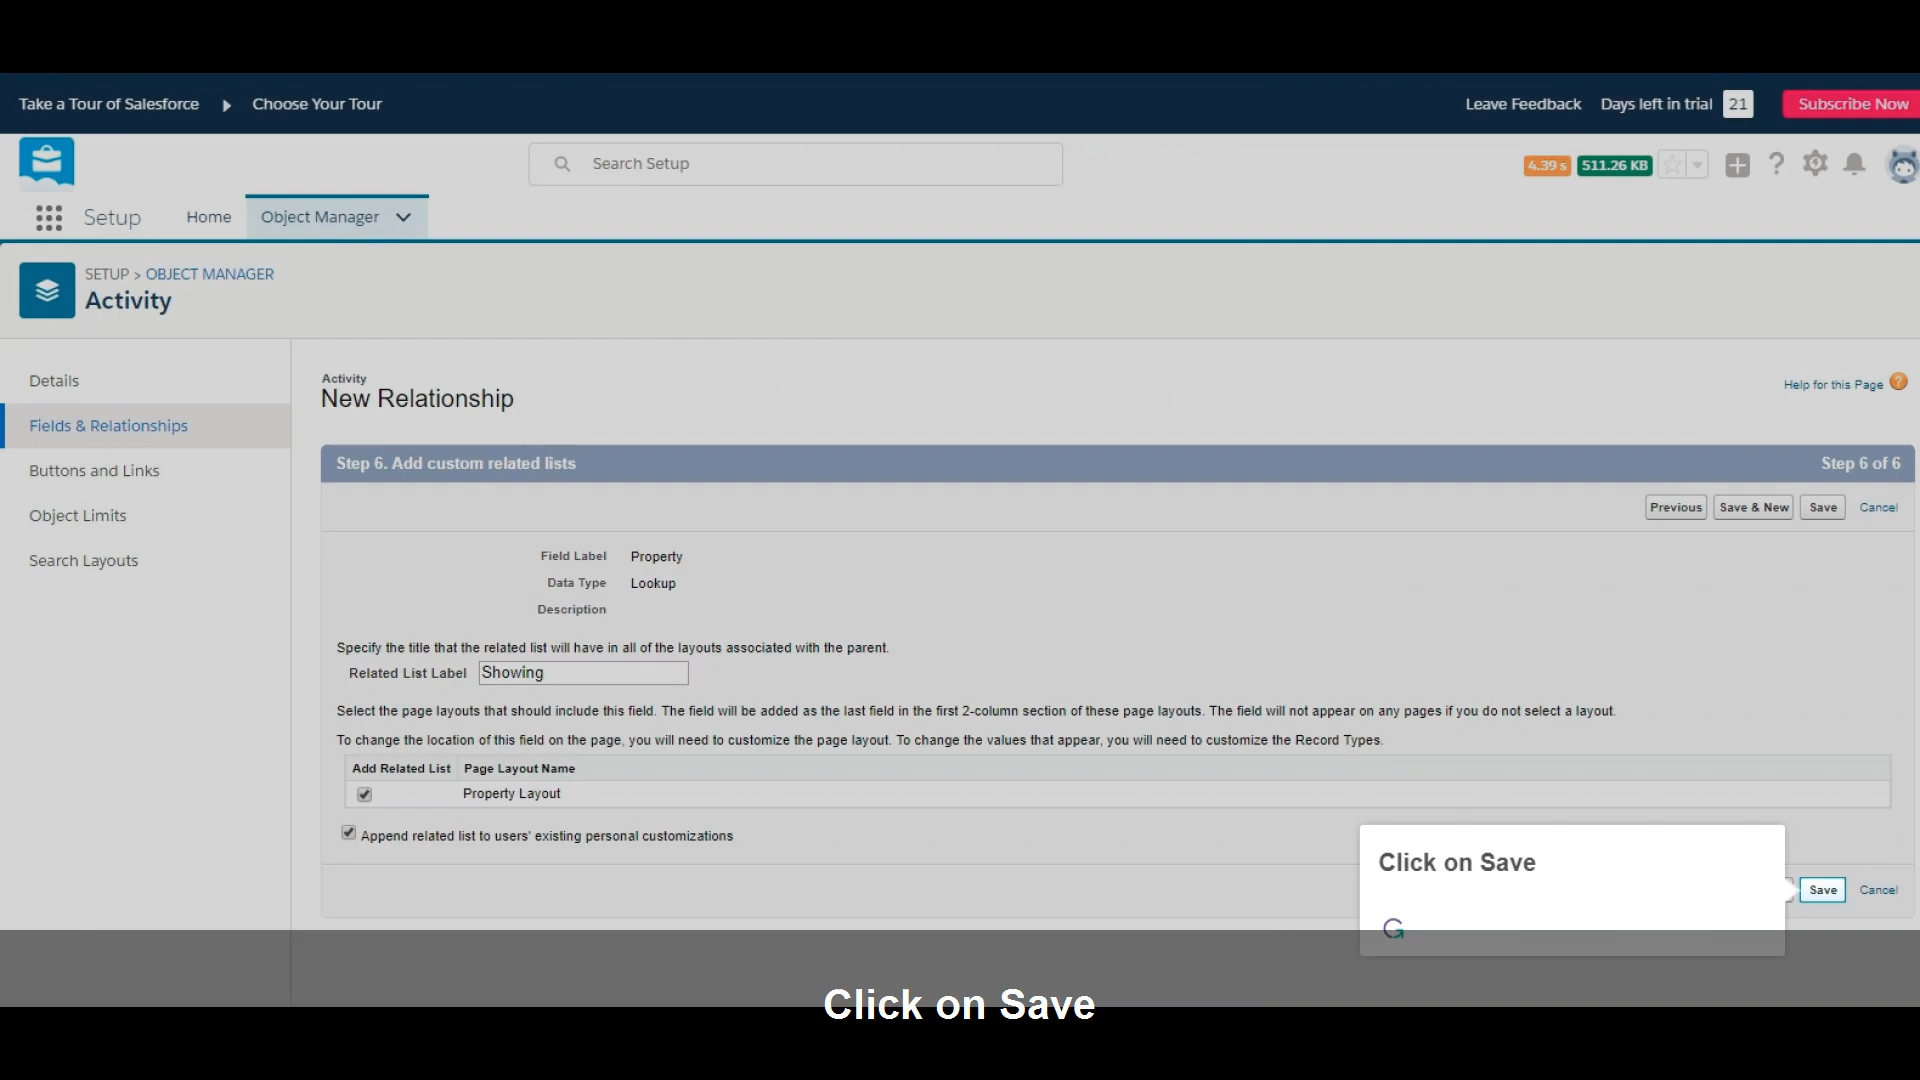 Take a Tour of Salesforce Choose Your Tour Leave Feedback Days left in trial 21 Subscribe Now
Search Setup 4.39 s 511.26 KB
Setup Home Object Manager
SETUP > OBJECT MANAGER
Activity
Details
Fields & Relationships
Buttons and Links
Object Limits
Search Layouts
Activity
New Relationship
Help for this Page
Step 6. Add custom related lists Step 6 of 6
Previous Save & New Save Cancel
Field Label Property
Data Type Lookup
Description
Specify the title that the related list will have in all of the layouts associated with the parent.
Related List Label Showing
Select the page layouts that should include this field. The field will be added as the last field in the first 2-column section of these page layouts. The field will not appear on any pages if you do not select a layout.
To change the location of this field on the page, you will need to customize the page layout. To change the values that appear, you will need to customize the Record Types.
Add Related List Page Layout Name
Property Layout
Append related list to users' existing personal customizations
Click on Save
Save Cancel
Click on Save